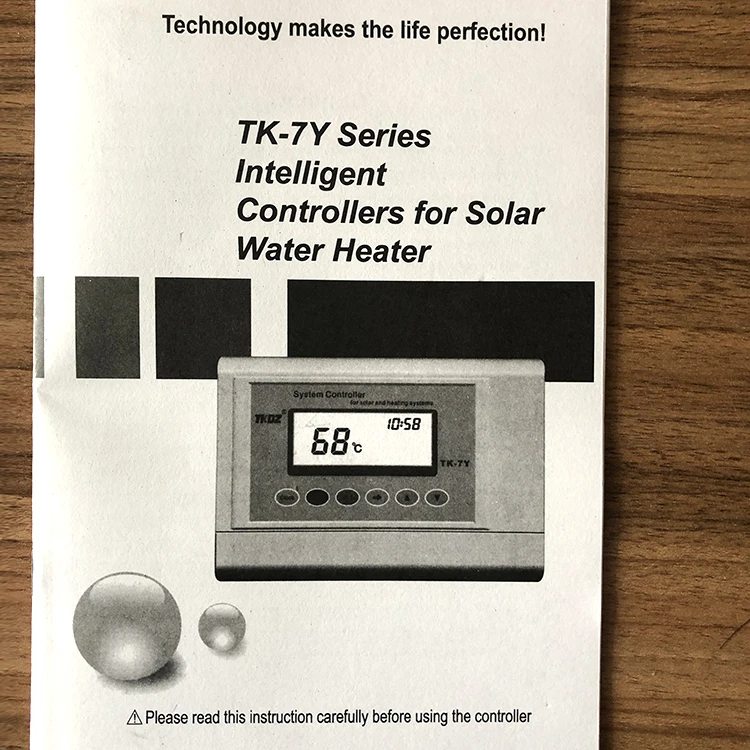 Technology makes the life perfection!
TK-7Y Series
Intelligent
Controllers for Solar
Water Heater
System Controller
for solar and heating systems
TKDZ®
10:58
68°C
TK-7Y
⚠ Please read this instruction carefully before using the controller